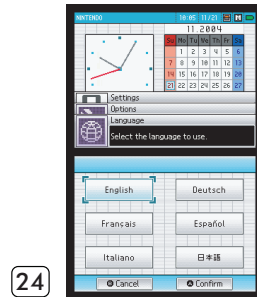 NINTENDO 10:05 11/21
11.2004
Su Mo Tu We Th Fr Sa
1 2 3 4 5 6
7 8 9 10 11 12 13
14 15 16 17 18 19 20
21 22 23 24 25 26 27
Settings
Options
Language
Select the language to use.
English Deutsch
Français Español
Italiano 日本語
B Cancel A Confirm
24